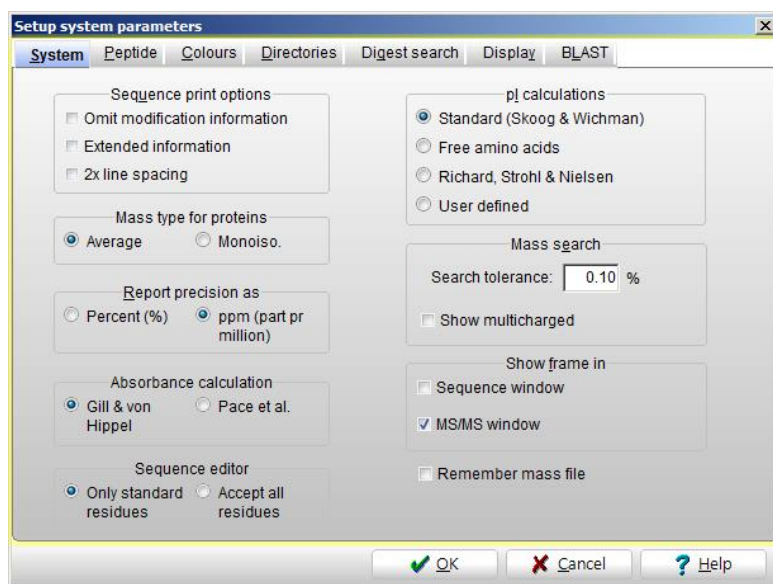 Setup system parameters
System Peptide Colours Directories Digest search Display BLAST
Sequence print options
Omit modification information
Extended information
2x line spacing
Mass type for proteins
Average Monoiso.
Report precision as
Percent (%) ppm (part pr
million)
Absorbance calculation
Gill & von Pace et al.
Hippel
Sequence editor
Only standard Accept all
residues residues
pI calculations
Standard (Skoog & Wichman)
Free amino acids
Richard, Strohl & Nielsen
User defined
Mass search
Search tolerance: 0.10 %
Show multicharged
Show frame in
Sequence window
MS/MS window
Remember mass file
OK Cancel Help